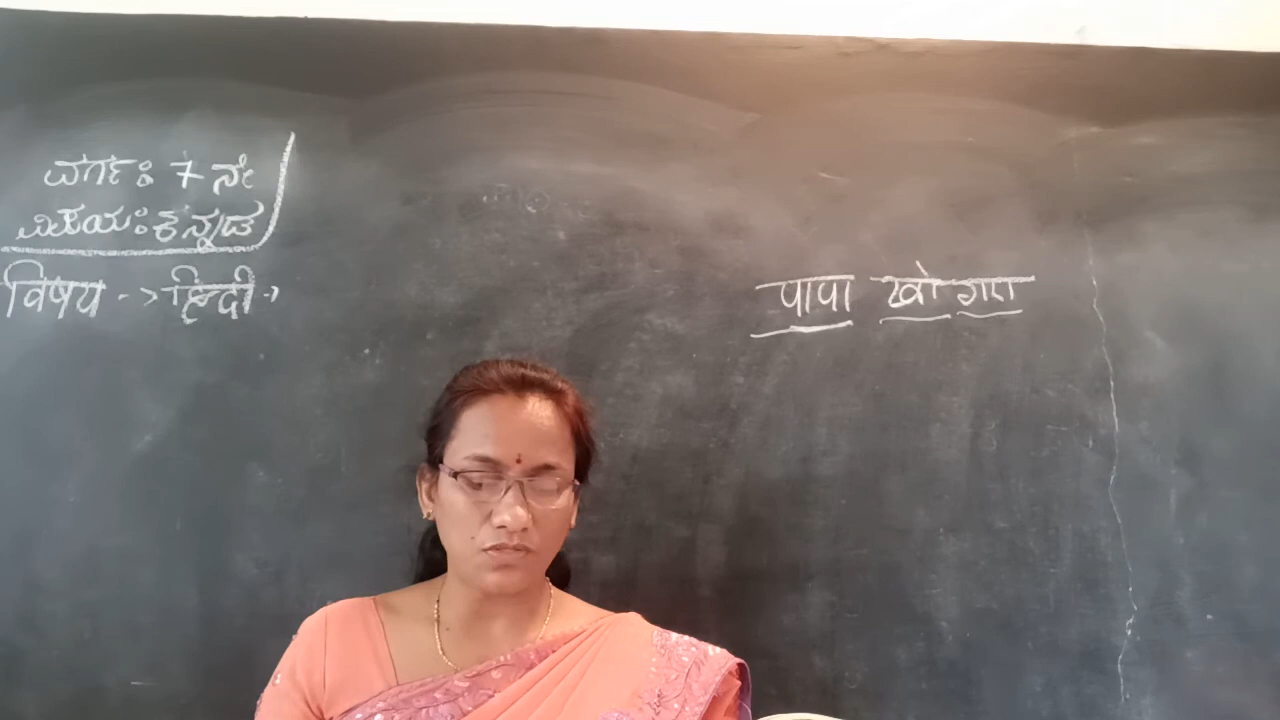 ವರ್ಗ: 7 ನೇ
ವಿಷಯ: ಕನ್ನಡ
विषय -> हिंदी ->
पापा खो गए